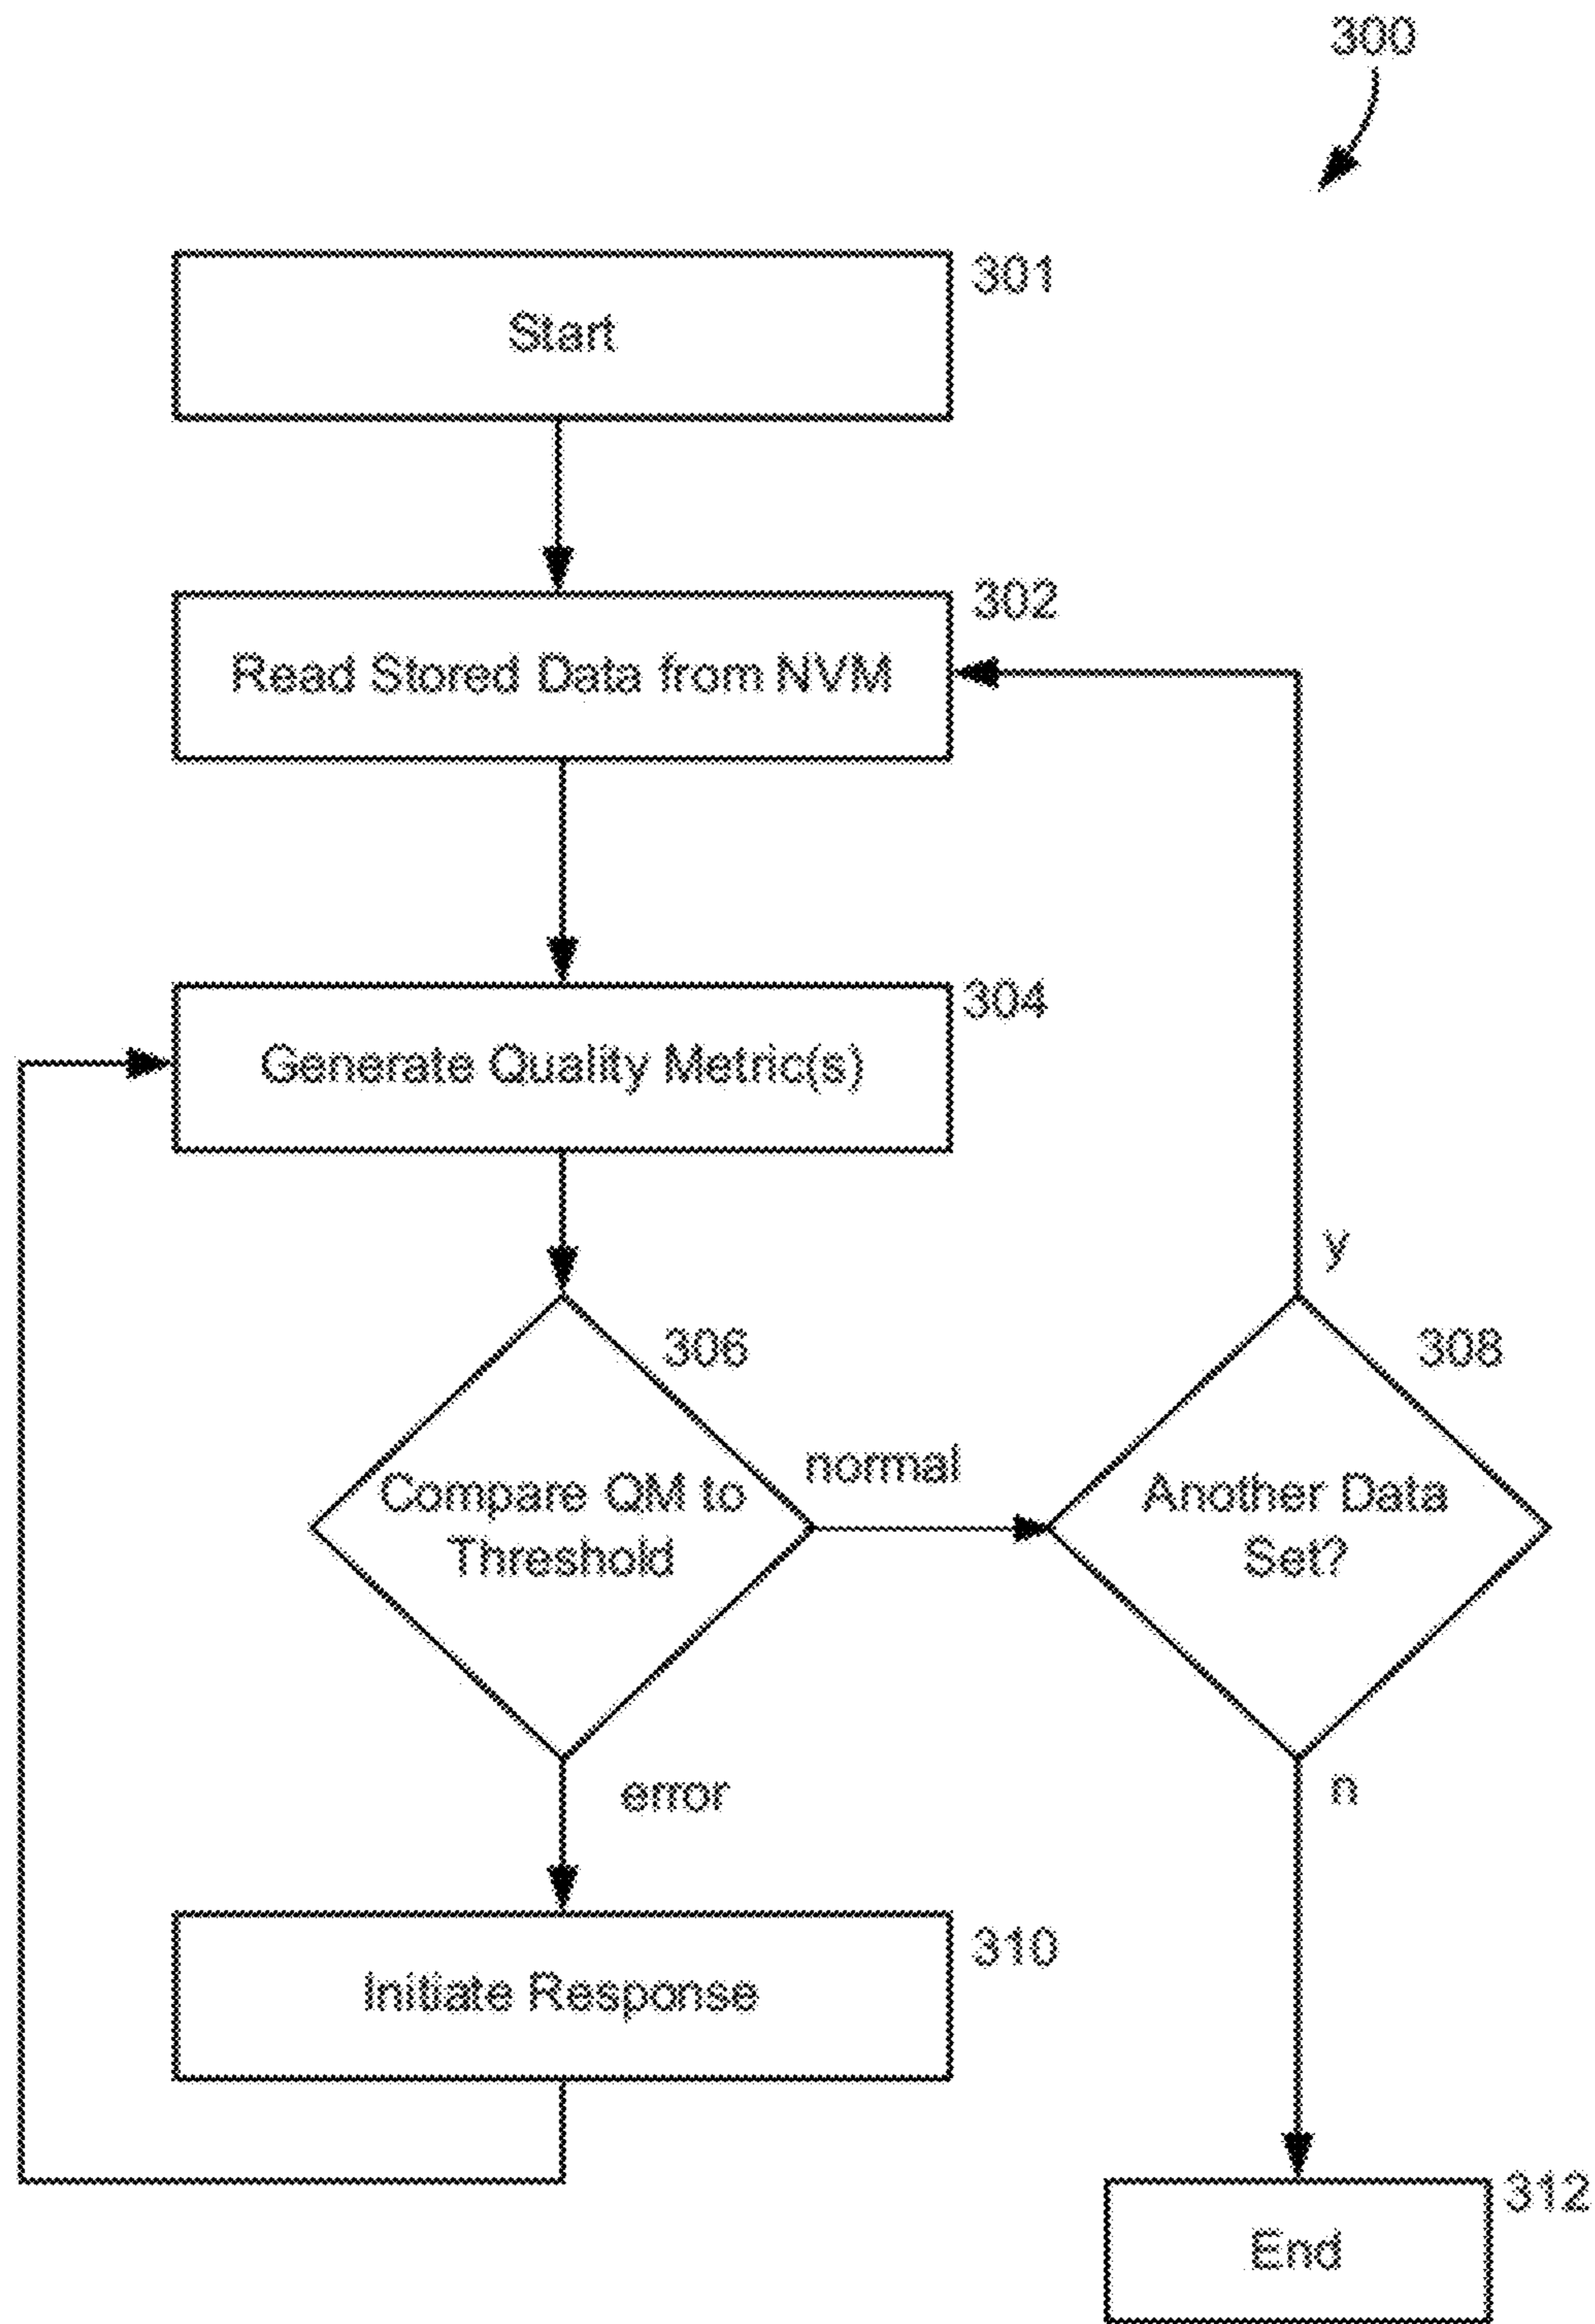 300
301
Start
302
Read Stored Data from NVM
304
Generate Quality Metric(s)
y
306
308
normal
Compare QM to
Threshold
Another Data
Set?
error
n
310
Initiate Response
312
End